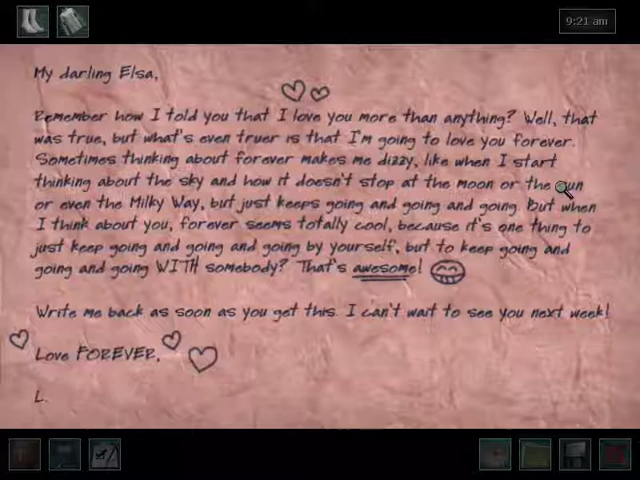 9:21 am
My darling Elsa,
Remember how I told you that I love you more than anything? Well, that
was true, but what's even truer is that I'm going to love you forever.
Sometimes thinking about forever makes me dizzy, like when I start
thinking about the sky and how it doesn't stop at the moon or the sun
or even the Milky Way, but just keeps going and going and going. But when
I think about you, forever seems totally cool, because it's one thing to
just keep going and going and going by yourself, but to keep going and
going and going WITH somebody? That's awesome!
Write me back as soon as you get this. I can't wait to see you next week!
Love FOREVER,
L.